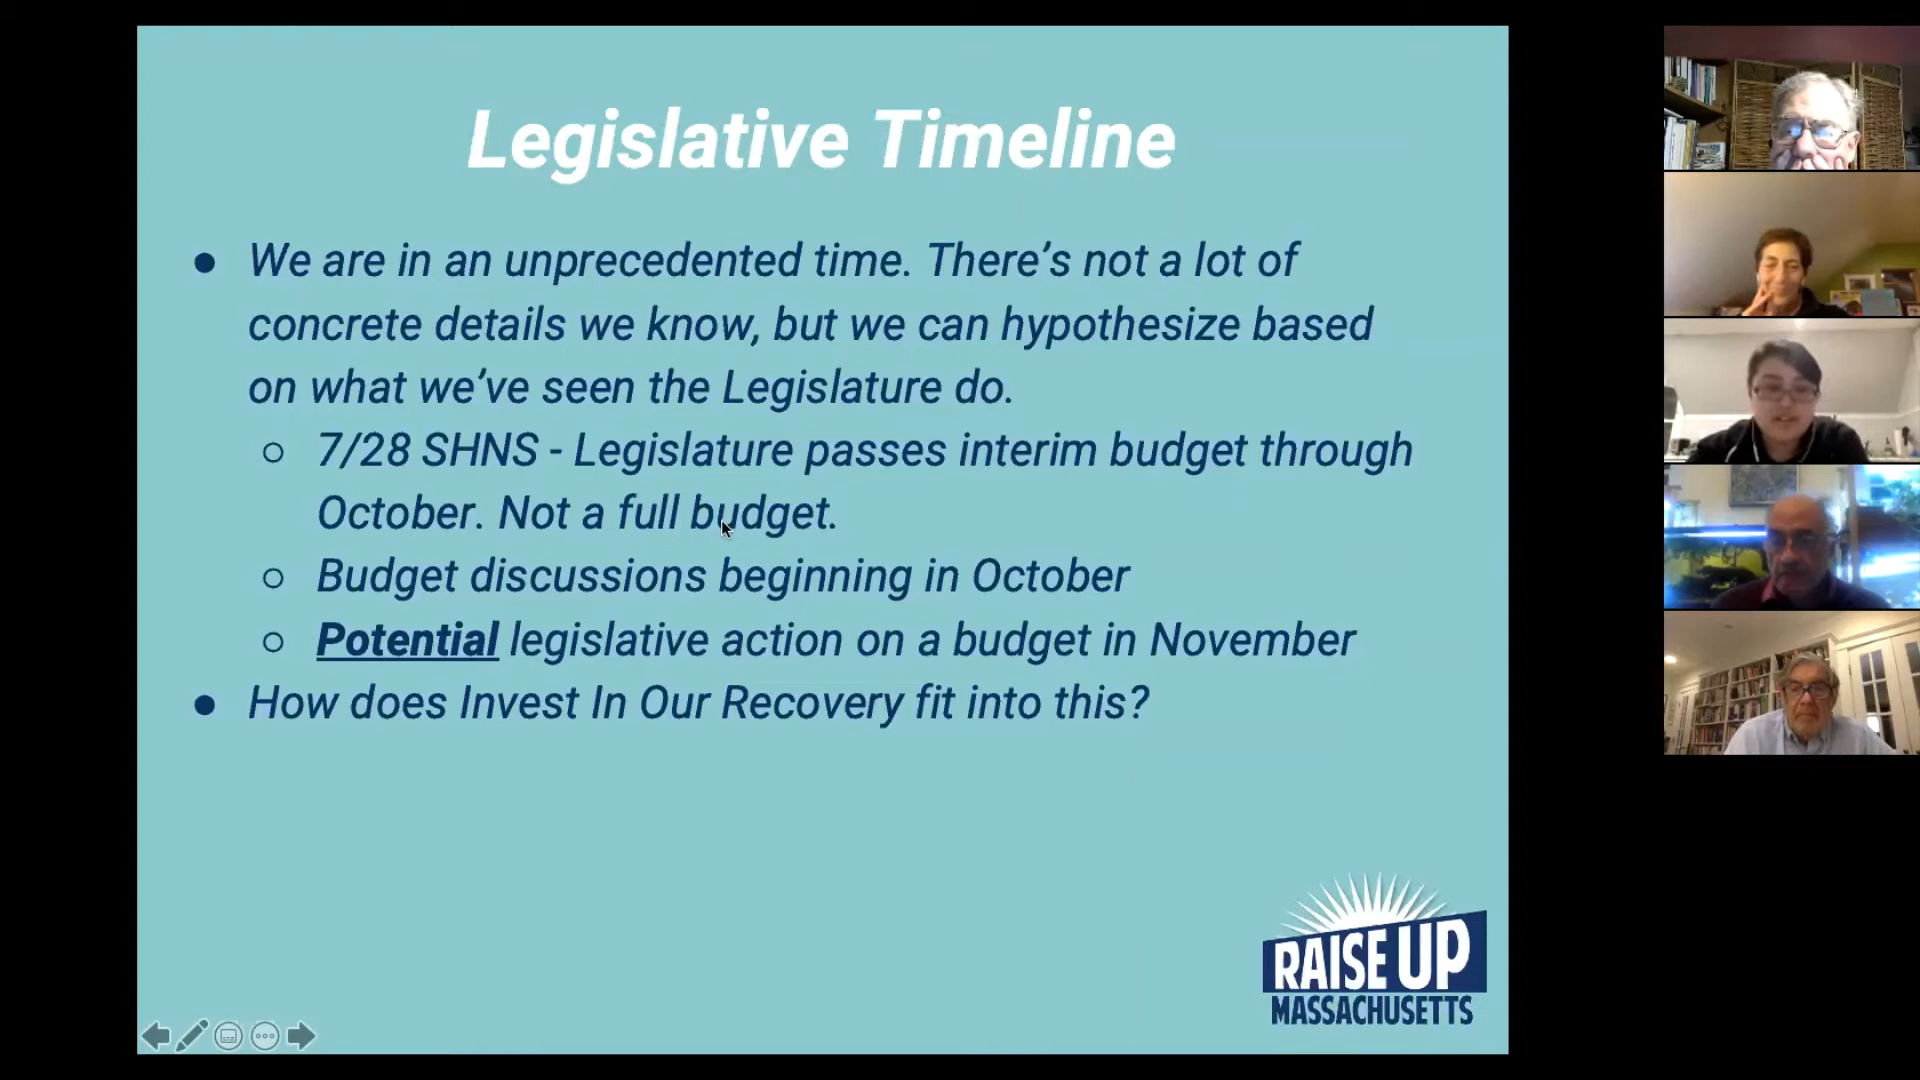 Legislative Timeline
● We are in an unprecedented time. There’s not a lot of
concrete details we know, but we can hypothesize based
on what we’ve seen the Legislature do.
○ 7/28 SHNS - Legislature passes interim budget through
October. Not a full budget.
○ Budget discussions beginning in October
○ Potential legislative action on a budget in November
● How does Invest In Our Recovery fit into this?
RAISE UP
MASSACHUSETTS